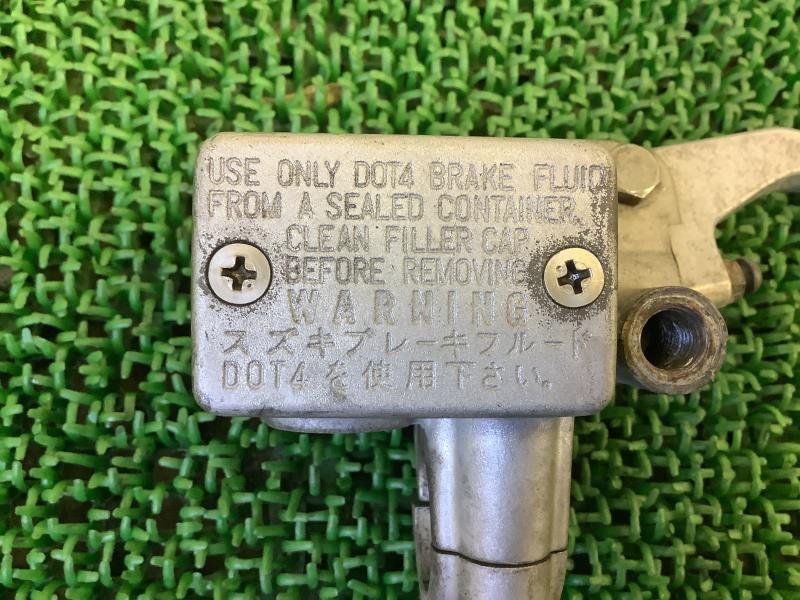 USE ONLY DOT4 BRAKE FLUID
FROM A SEALED CONTAINER.
CLEAN FILLER CAP
BEFORE REMOVING
WARNING
スズキブレーキフルード
DOT4を使用下さい。